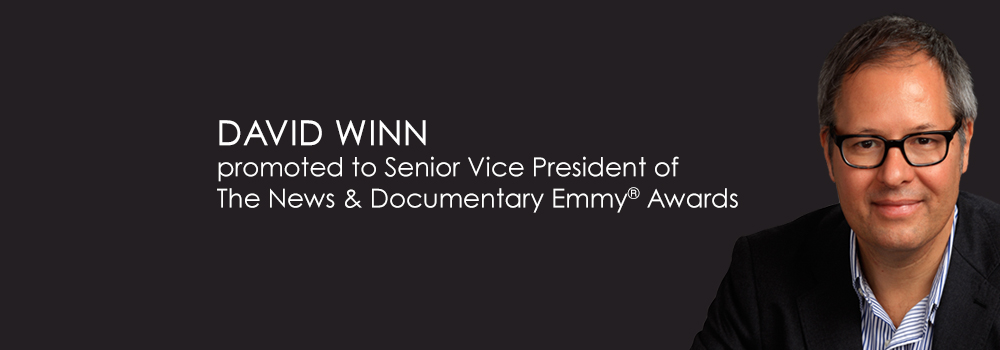 DAVID WINN
promoted to Senior Vice President of
The News & Documentary Emmy® Awards